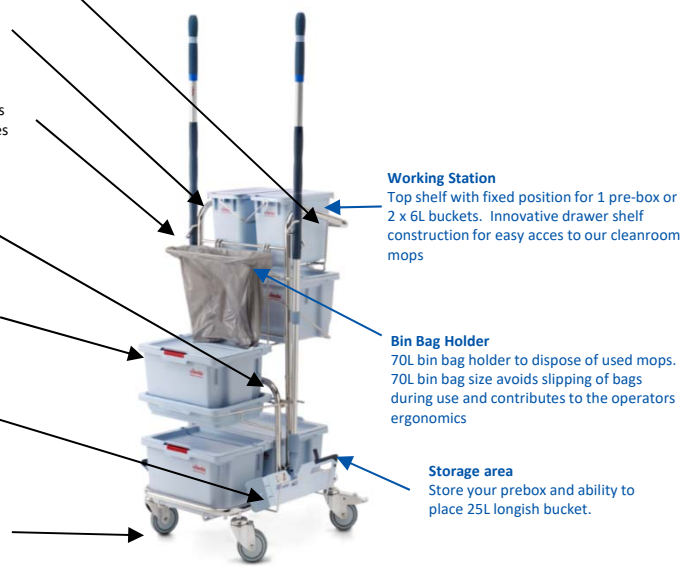 s
es
Working Station
Top shelf with fixed position for 1 pre-box or
2 x 6L buckets. Innovative drawer shelf
construction for easy acces to our cleanroom
mops
Bin Bag Holder
70L bin bag holder to dispose of used mops.
70L bin bag size avoids slipping of bags
during use and contributes to the operators
ergonomics
Storage area
Store your prebox and ability to
place 25L longish bucket.